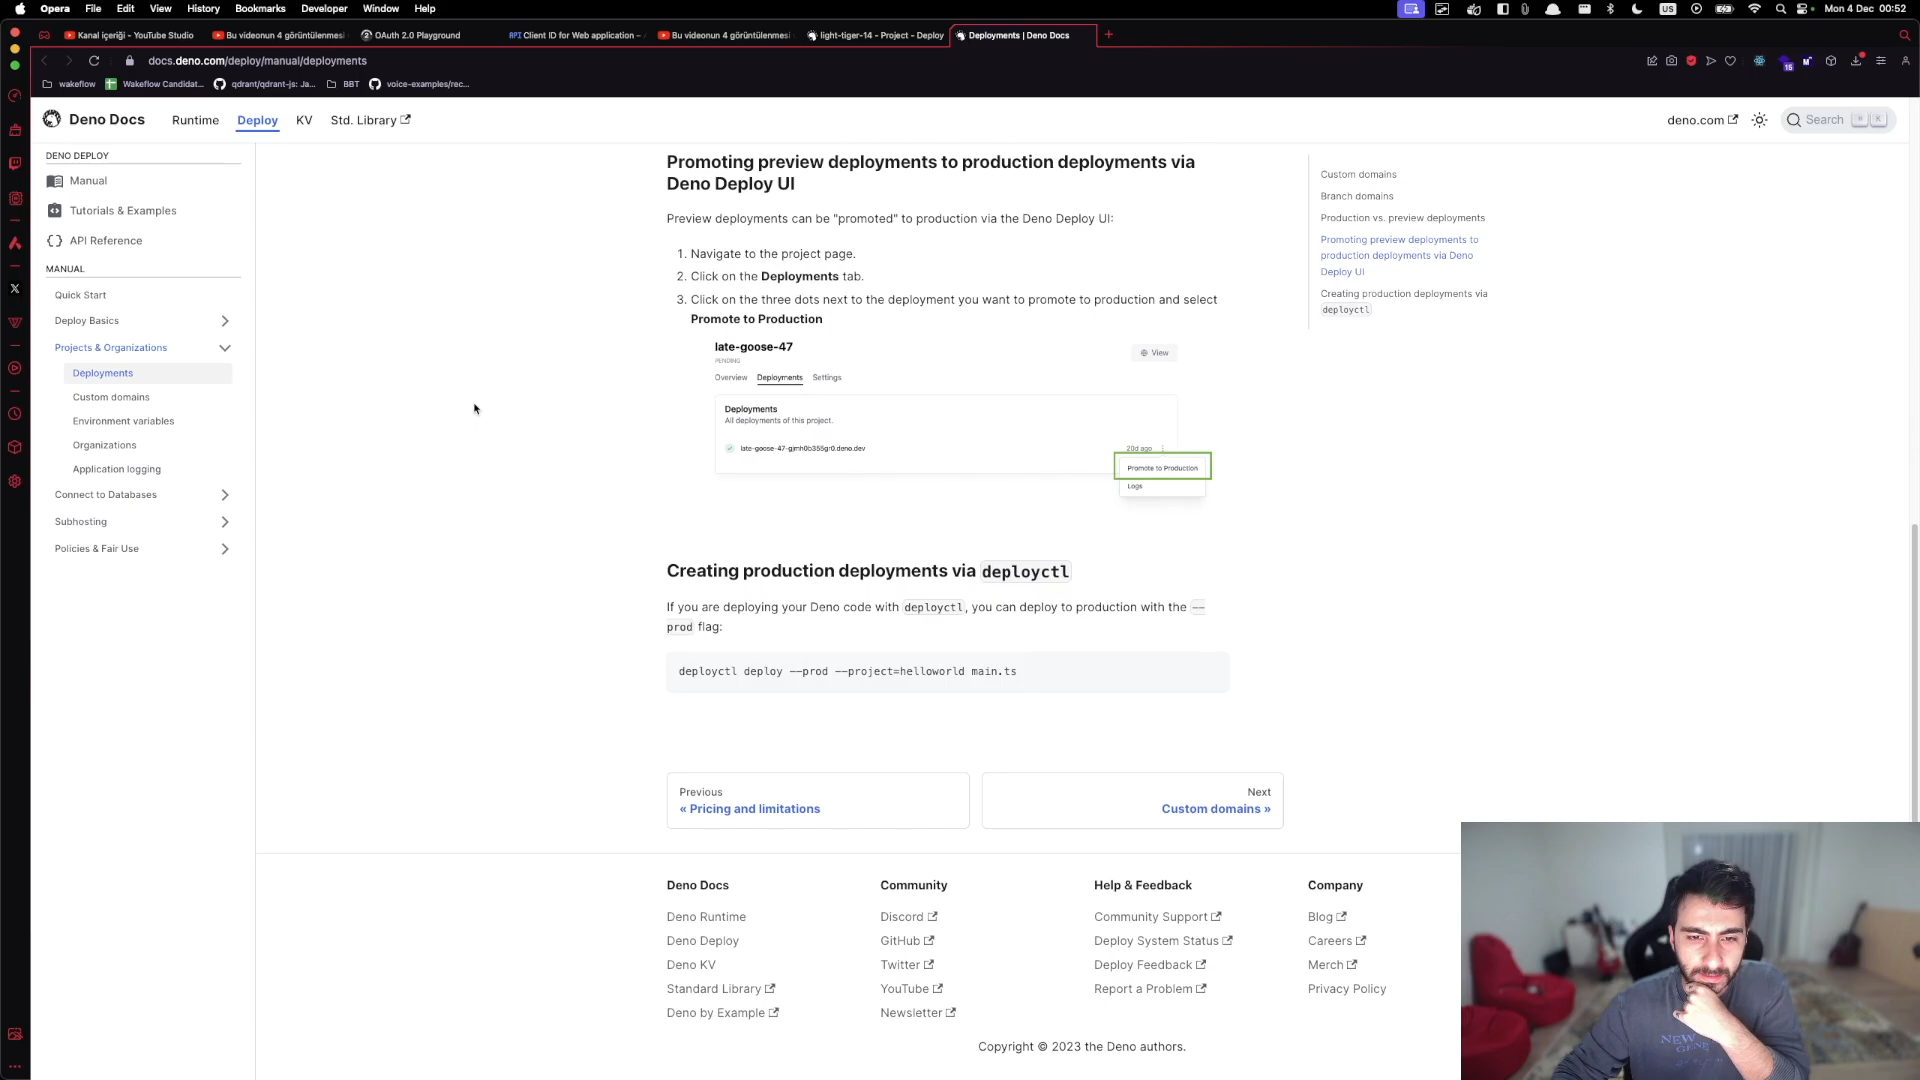 Opera File Edit View History Bookmarks Developer Window Help
US
Mon 4 Dec 00:52
Kanal içeriği - YouTube Studio
Bu videonun 4 görüntülenmesi
OAuth 2.0 Playground
API Client ID for Web application –
Bu videonun 4 görüntülenmesi
light-tiger-14 - Project - Deploy
Deployments | Deno Docs
docs.deno.com/deploy/manual/deployments
wakeflow
Wakeflow Candidat...
qdrant/qdrant-js: Ja...
BBT
voice-examples/rec...
Deno Docs
Runtime
Deploy
KV
Std. Library
deno.com
Search
K
DENO DEPLOY
Manual
Tutorials & Examples
API Reference
MANUAL
Quick Start
Deploy Basics
Projects & Organizations
Deployments
Custom domains
Environment variables
Organizations
Application logging
Connect to Databases
Subhosting
Policies & Fair Use
Promoting preview deployments to production deployments via
Deno Deploy UI
Preview deployments can be "promoted" to production via the Deno Deploy UI:
1. Navigate to the project page.
2. Click on the Deployments tab.
3. Click on the three dots next to the deployment you want to promote to production and select
Promote to Production
late-goose-47
PENDING
View
Overview Deployments Settings
Deployments
All deployments of this project.
late-goose-47-gjmh0b355gr0.deno.dev
20d ago
Promote to Production
Logs
Creating production deployments via deployctl
If you are deploying your Deno code with deployctl, you can deploy to production with the --
prod flag:
deployctl deploy --prod --project=helloworld main.ts
Previous
« Pricing and limitations
Next
Custom domains »
Custom domains
Branch domains
Production vs. preview deployments
Promoting preview deployments to
production deployments via Deno
Deploy UI
Creating production deployments via
deployctl
Deno Docs
Deno Runtime
Deno Deploy
Deno KV
Standard Library
Deno by Example
Community
Discord
GitHub
Twitter
YouTube
Newsletter
Help & Feedback
Community Support
Deploy System Status
Deploy Feedback
Report a Problem
Company
Blog
Careers
Merch
Privacy Policy
Copyright © 2023 the Deno authors.
NEW
GENE